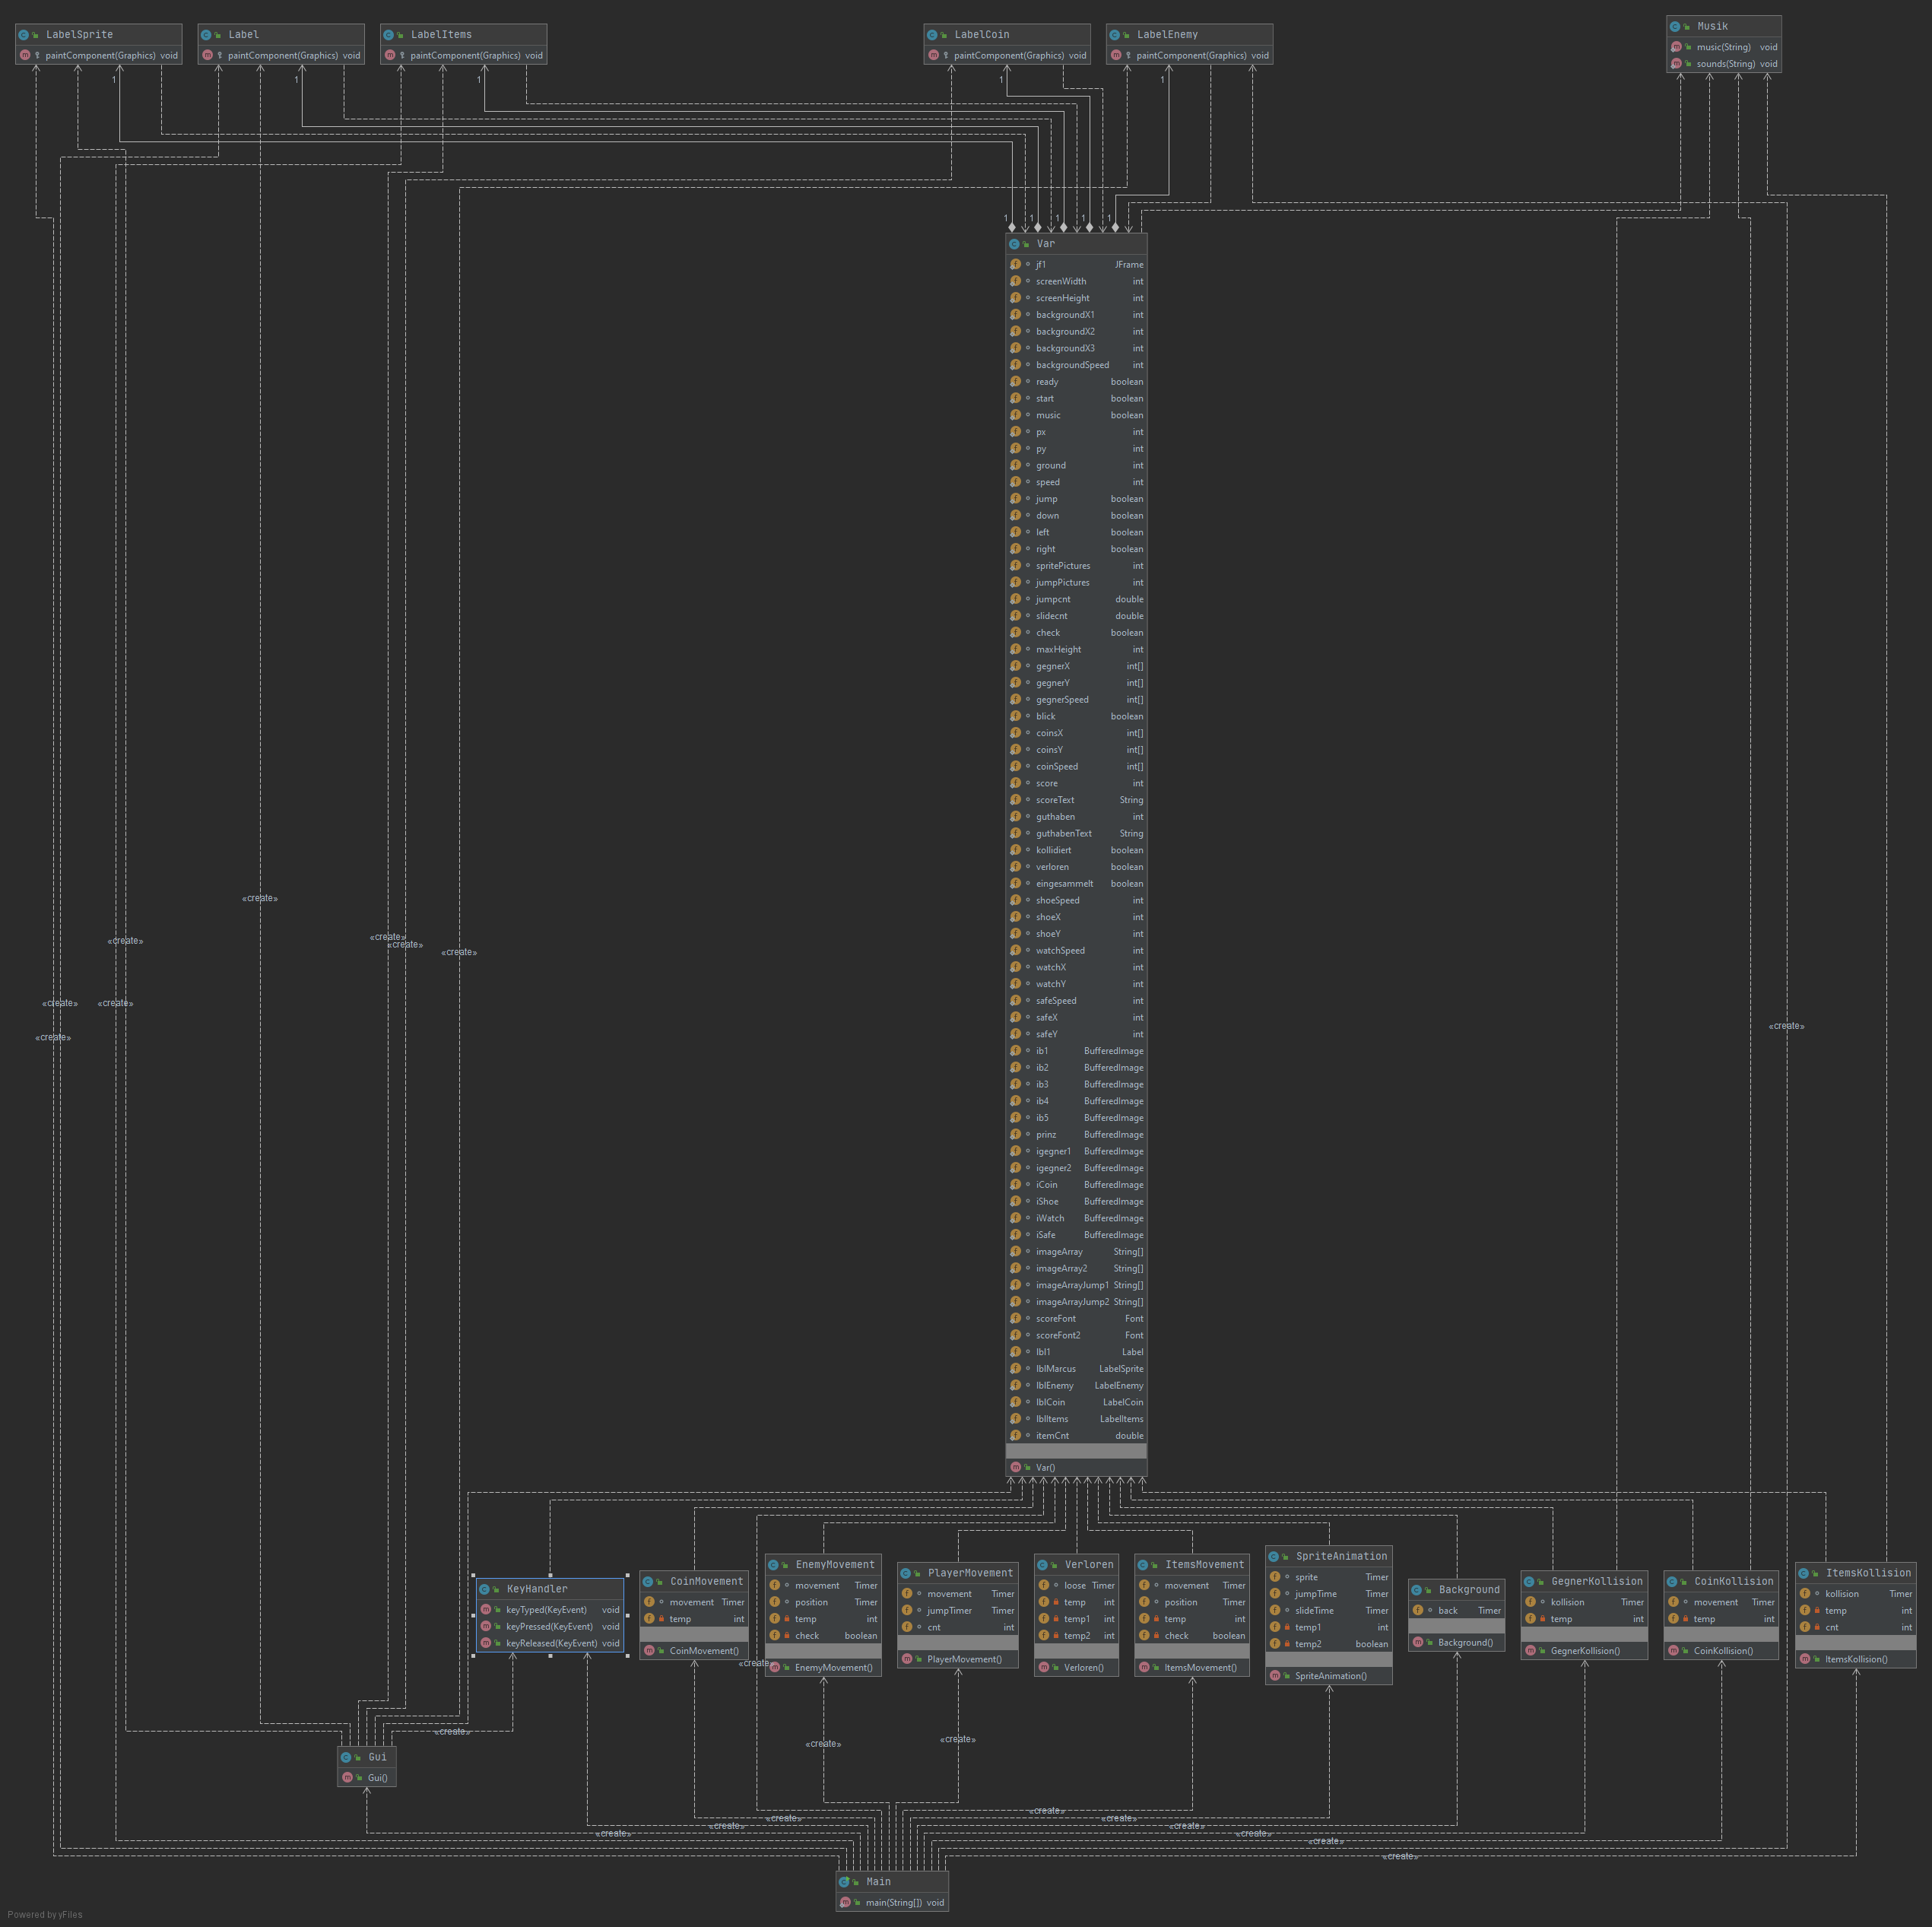 LabelSprite
paintComponent(Graphics) void
Label
paintComponent(Graphics) void
LabelItems
paintComponent(Graphics) void
LabelCoin
paintComponent(Graphics) void
LabelEnemy
paintComponent(Graphics) void
Musik
music(String) void
sounds(String) void
1
1
1
1
1
1
1
1
1
1
Var
jf1 JFrame
screenWidth int
screenHeight int
backgroundX1 int
backgroundX2 int
backgroundX3 int
backgroundSpeed int
ready boolean
start boolean
music boolean
px int
py int
ground int
speed int
jump boolean
down boolean
left boolean
right boolean
spritePictures int
jumpPictures int
jumpcnt double
slidecnt double
check boolean
maxHeight int
gegnerX int[]
gegnerY int[]
gegnerSpeed int[]
blick boolean
coinsX int[]
coinsY int[]
coinSpeed int[]
score int
scoreText String
guthaben int
guthabenText String
kollidiert boolean
verloren boolean
eingesammelt boolean
shoeSpeed int
shoeX int
shoeY int
watchSpeed int
watchX int
watchY int
safeSpeed int
safeX int
safeY int
ib1 BufferedImage
ib2 BufferedImage
ib3 BufferedImage
ib4 BufferedImage
ib5 BufferedImage
prinz BufferedImage
igegner1 BufferedImage
igegner2 BufferedImage
iCoin BufferedImage
iShoe BufferedImage
iWatch BufferedImage
iSafe BufferedImage
imageArray String[]
imageArray2 String[]
imageArrayJump1 String[]
imageArrayJump2 String[]
scoreFont Font
scoreFont2 Font
lbl1 Label
lblMarcus LabelSprite
lblEnemy LabelEnemy
lblCoin LabelCoin
lblItems LabelItems
itemCnt double
Var()
«create»
«create»
«create»
«create»
«create»
«create»
«create»
«create»
«create»
KeyHandler
keyTyped(KeyEvent) void
keyPressed(KeyEvent) void
keyReleased(KeyEvent) void
CoinMovement
movement Timer
temp int
CoinMovement()
EnemyMovement
movement Timer
position Timer
temp int
check boolean
EnemyMovement()
PlayerMovement
movement Timer
jumpTimer Timer
cnt int
PlayerMovement()
Verloren
loose Timer
temp int
temp1 int
temp2 int
Verloren()
ItemsMovement
movement Timer
position Timer
temp int
check boolean
ItemsMovement()
SpriteAnimation
sprite Timer
jumpTime Timer
slideTime Timer
temp1 int
temp2 boolean
SpriteAnimation()
Background
back Timer
Background()
GegnerKollision
kollision Timer
temp int
GegnerKollision()
CoinKollision
movement Timer
temp int
CoinKollision()
ItemsKollision
kollision Timer
temp int
cnt int
ItemsKollision()
«create»
«create»
«create»
«create»
Gui
Gui()
«create»
«create»
«create»
«create»
«create»
«create»
«create»
«create»
Main
main(String[]) void
Powered by yFiles